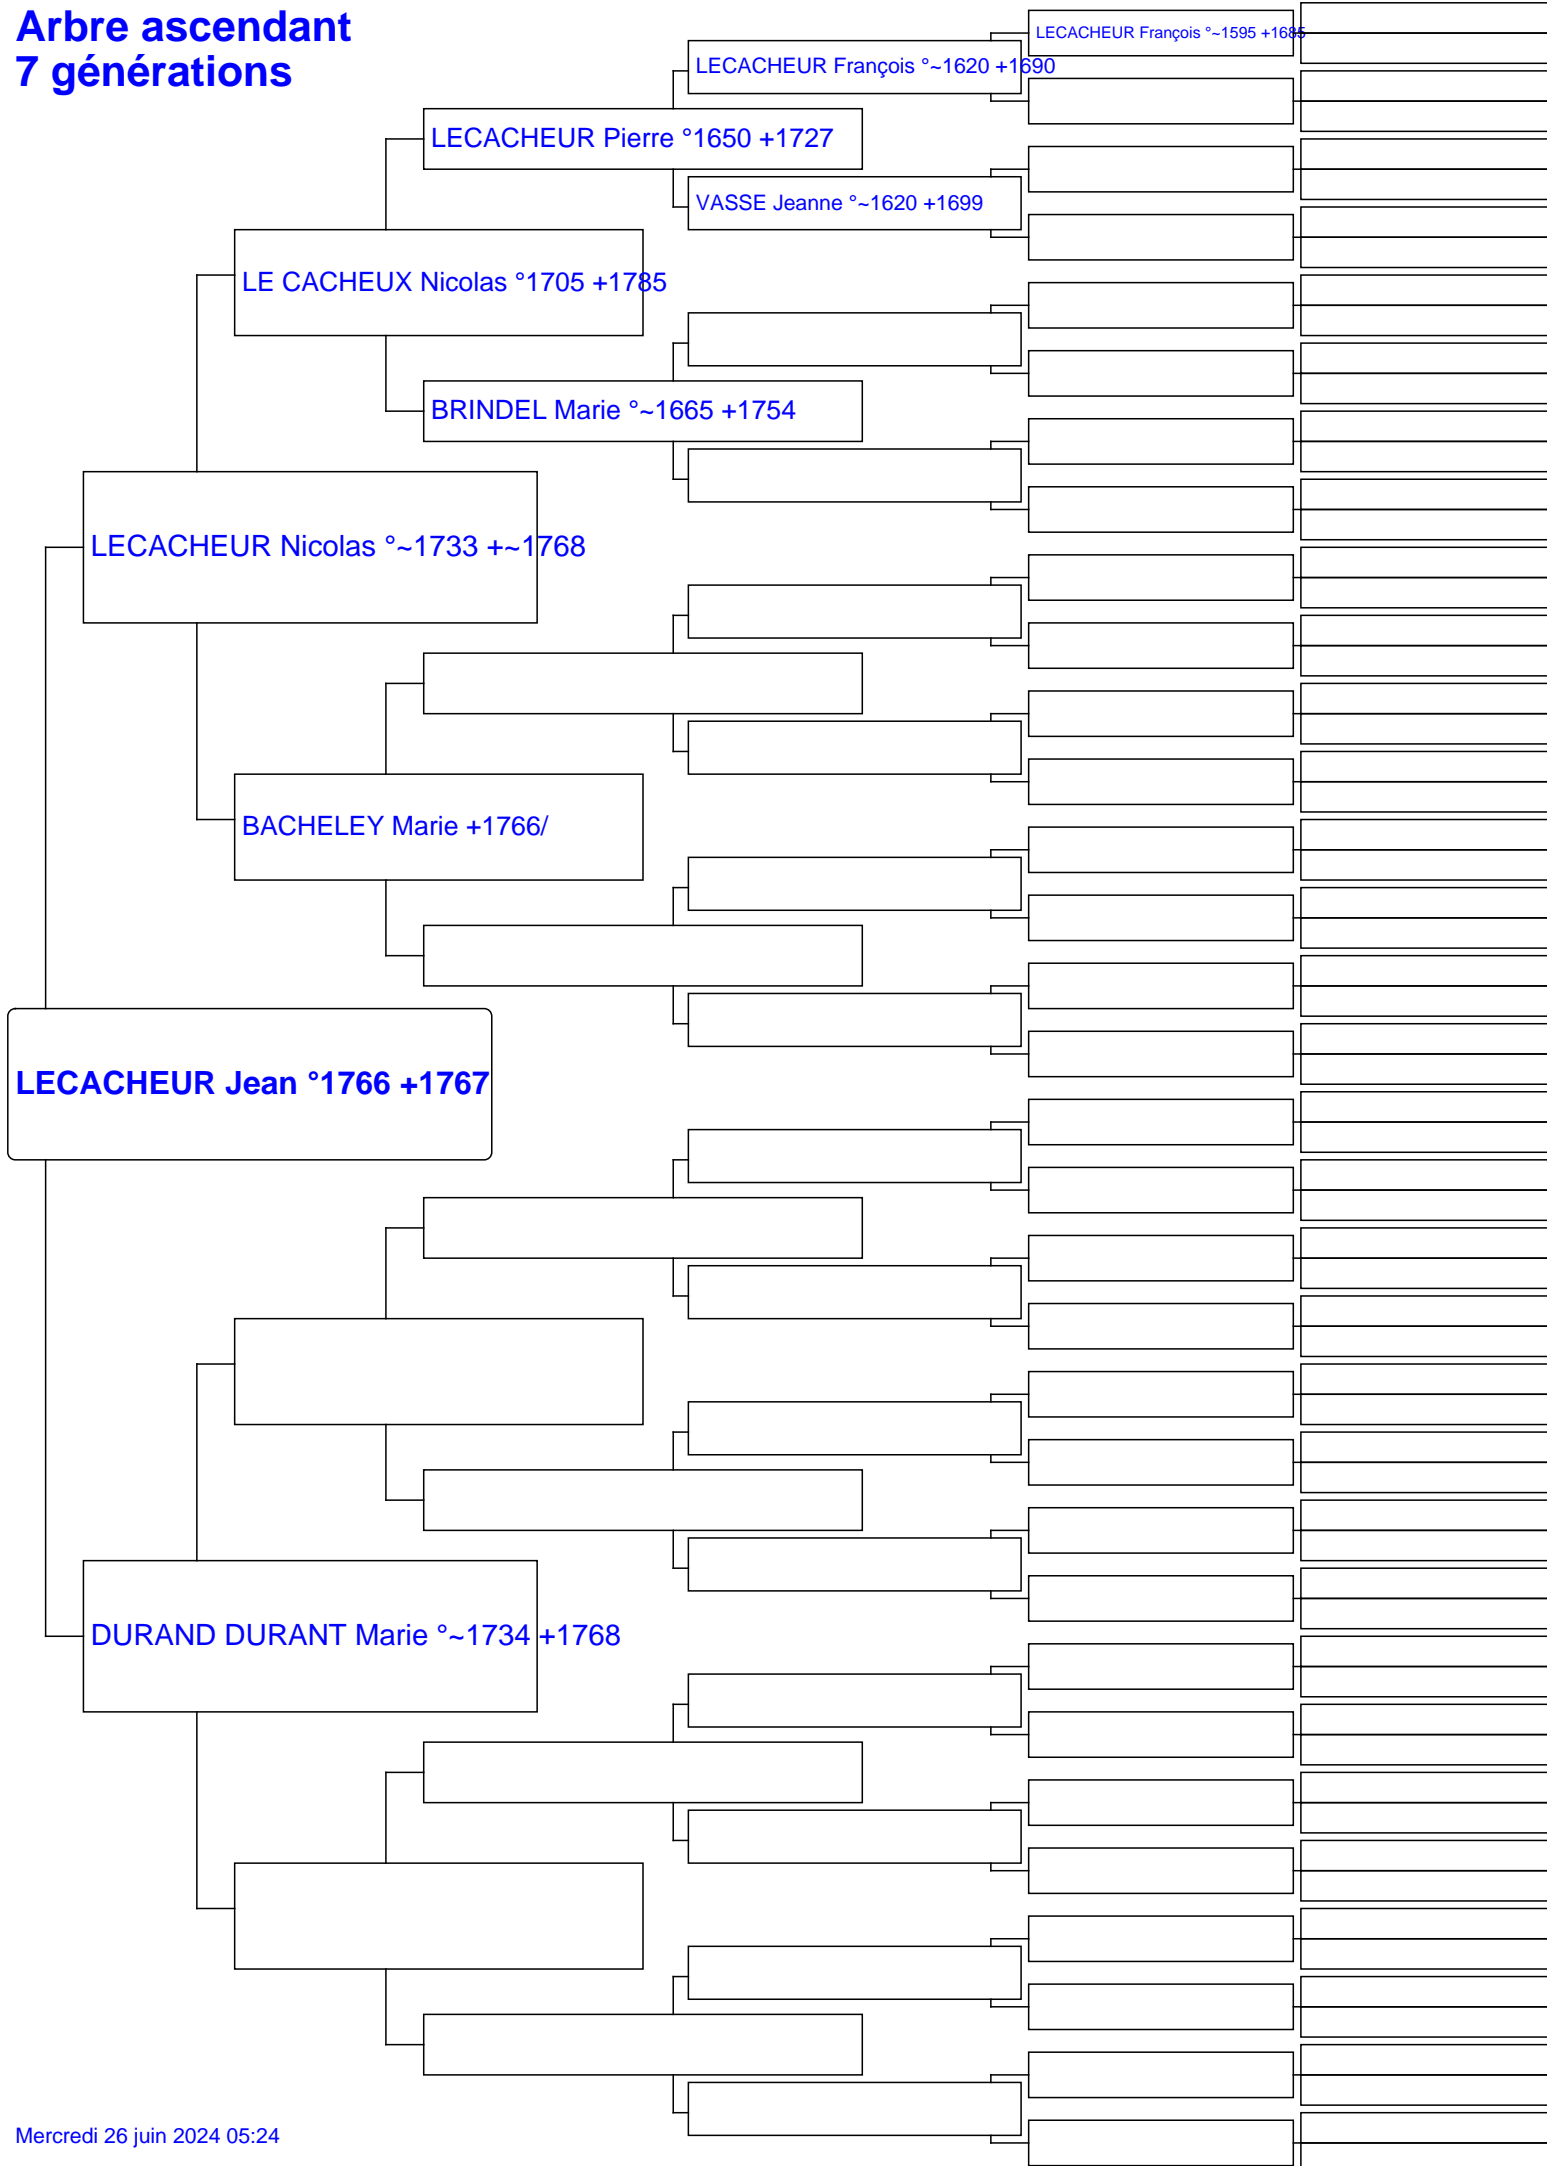 Arbre ascendant
7 générations
LECACHEUR François °~1595 +1685
LECACHEUR François °~1620 +1690
LECACHEUR Pierre °1650 +1727
VASSE Jeanne °~1620 +1699
LE CACHEUX Nicolas °1705 +1785
BRINDEL Marie °~1665 +1754
LECACHEUR Nicolas °~1733 +~1768
BACHELEY Marie +1766/
LECACHEUR Jean °1766 +1767
DURAND DURANT Marie °~1734 +1768
Mercredi 26 juin 2024 05:24